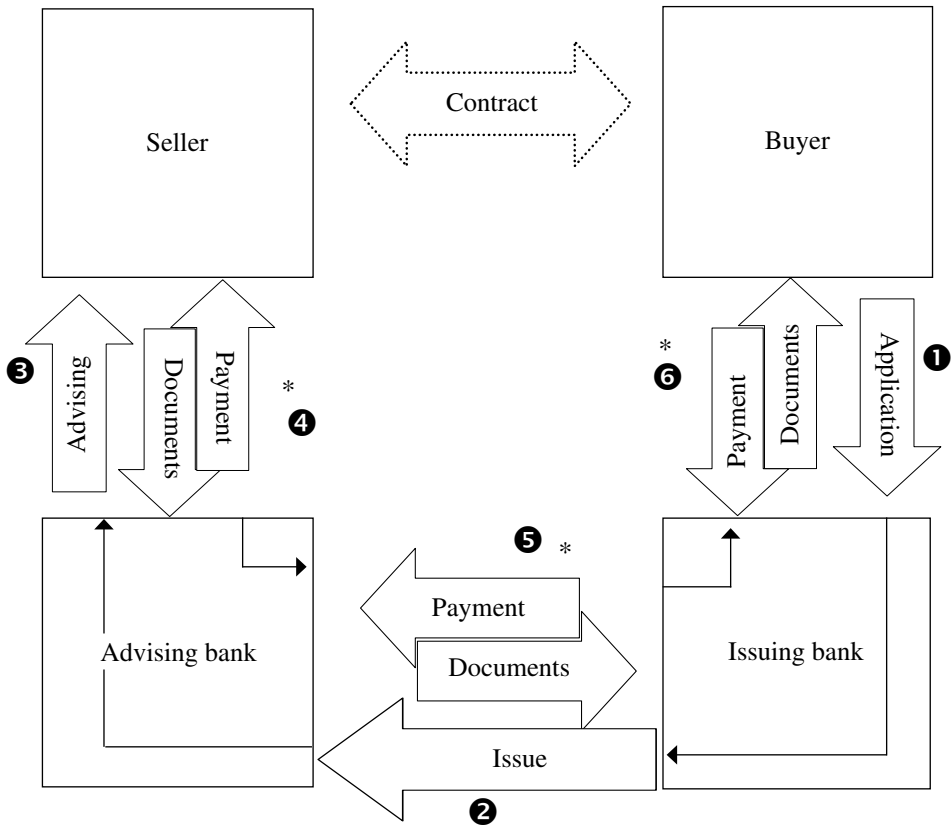 Contract
Seller
Buyer
❸
Advising
Documents
Payment
*
❹
*
❻
Payment
Documents
Application
❶
❺ *
Payment
Advising bank
Documents
Issuing bank
Issue
❷